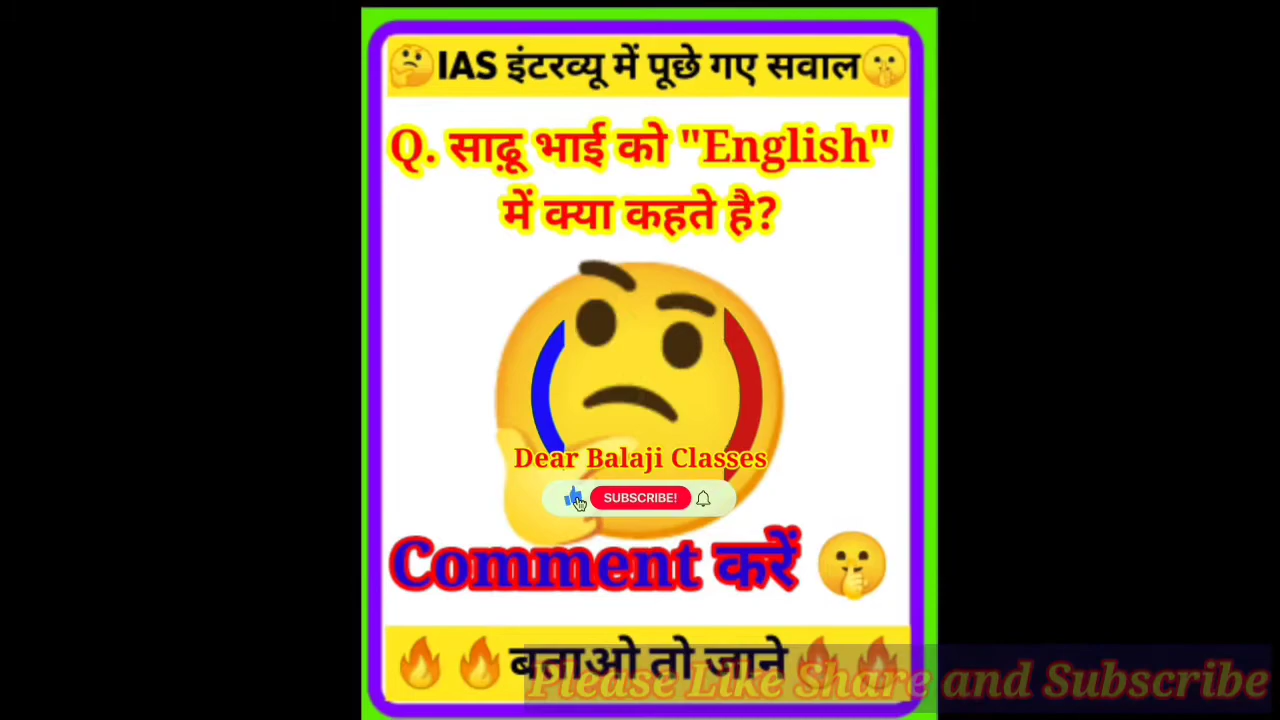 🤔IAS इंटरव्यू में पूछे गए सवाल🤫
Q. साढ़ू भाई को "English"
में क्या कहते है?
Dear Balaji Classes
SUBSCRIBE!
Comment करें 🤫
🔥 🔥 बताओ तो जाने 🔥 🔥
Please Like Share and Subscribe